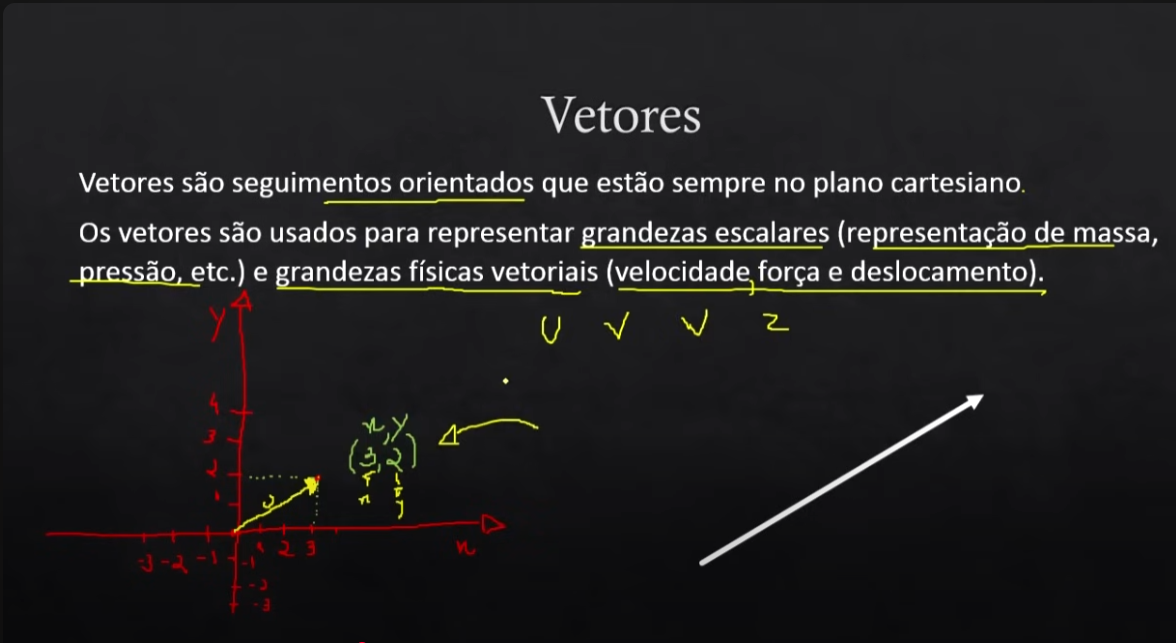 Vetores
Vetores são seguimentos orientados que estão sempre no plano cartesiano.
Os vetores são usados para representar grandezas escalares (representação de massa,
pressão, etc.) e grandezas físicas vetoriais (velocidade, força e deslocamento).
y
U V W Z
4
x, y
3
(3, 2)
2
1
x y
-3 -2 -1 1 2 3 x
-1
-2
-3